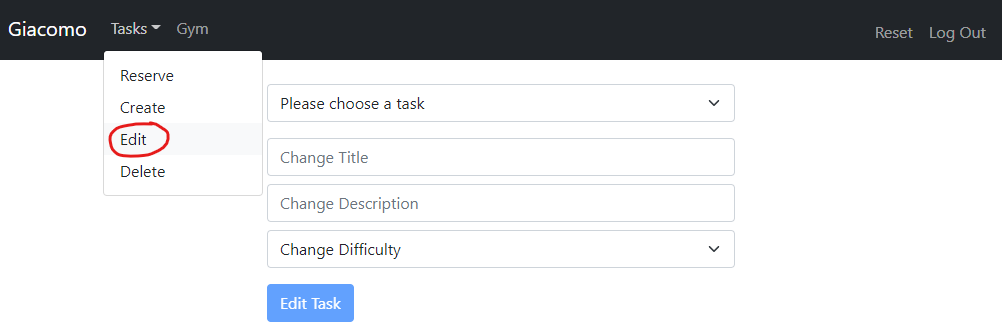 Giacomo Tasks Gym Reset Log Out
Reserve
Create
Edit
Delete
Please choose a task
Change Title
Change Description
Change Difficulty
Edit Task